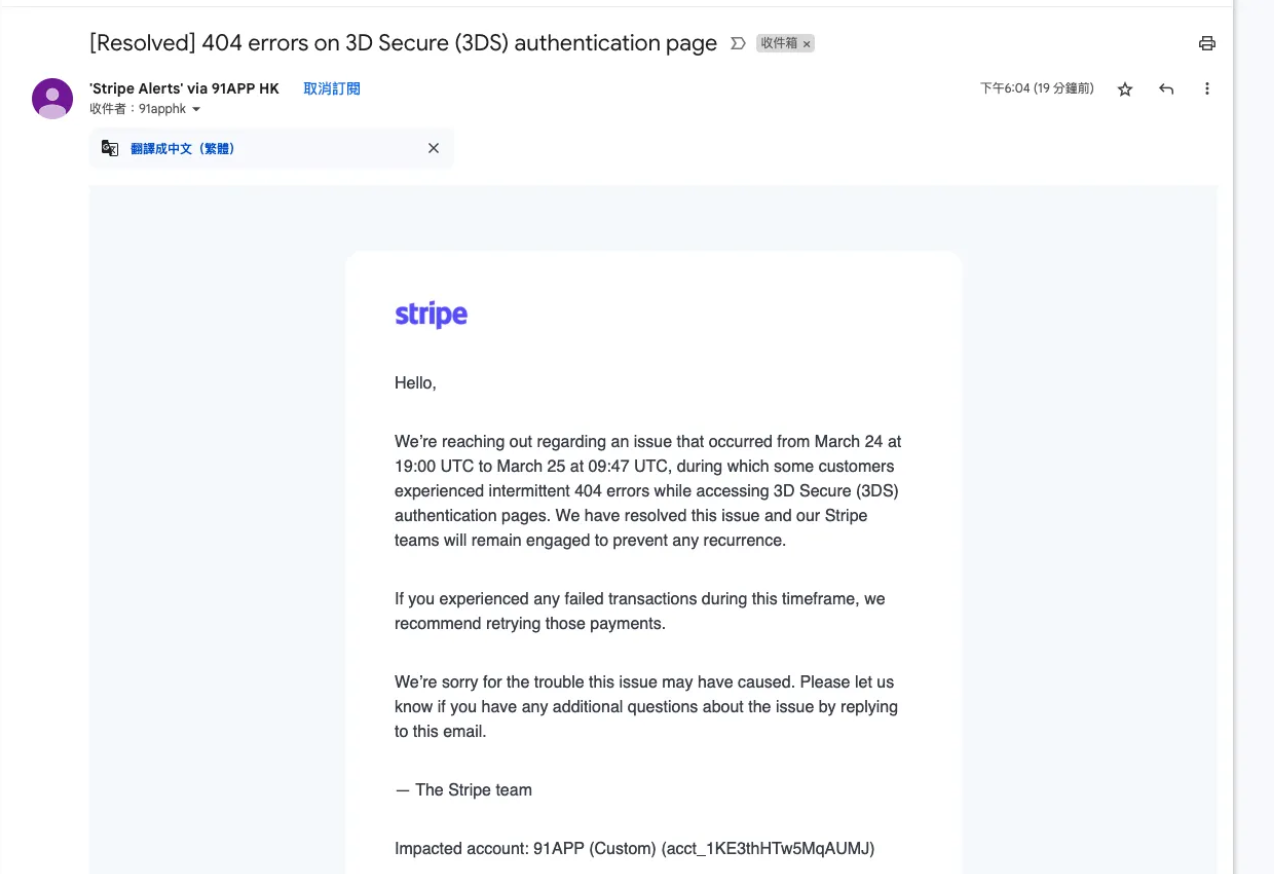 [Resolved] 404 errors on 3D Secure (3DS) authentication page 收件箱 ×
'Stripe Alerts' via 91APP HK 取消訂閱 下午6:04 (19 分鐘前)
收件者：91apphk
翻譯成中文（繁體）
stripe
Hello,
We're reaching out regarding an issue that occurred from March 24 at
19:00 UTC to March 25 at 09:47 UTC, during which some customers
experienced intermittent 404 errors while accessing 3D Secure (3DS)
authentication pages. We have resolved this issue and our Stripe
teams will remain engaged to prevent any recurrence.
If you experienced any failed transactions during this timeframe, we
recommend retrying those payments.
We're sorry for the trouble this issue may have caused. Please let us
know if you have any additional questions about the issue by replying
to this email.
— The Stripe team
Impacted account: 91APP (Custom) (acct_1KE3thHTw5MqAUMJ)